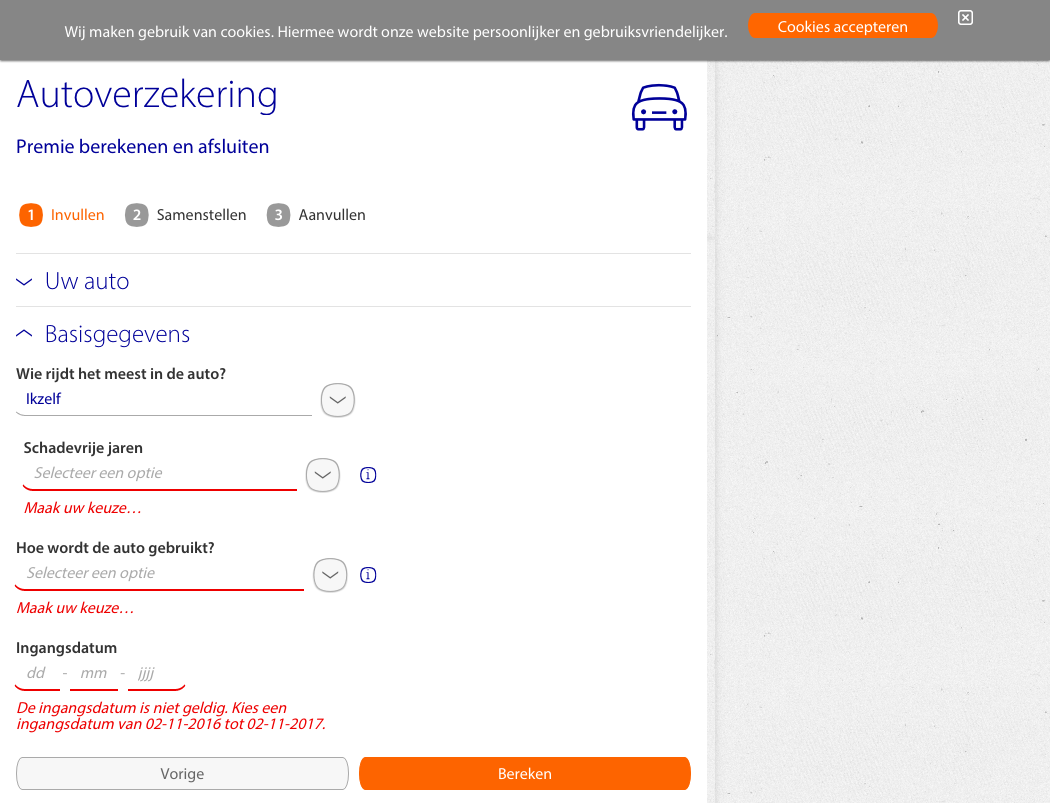 Wij maken gebruik van cookies. Hiermee wordt onze website persoonlijker en gebruiksvriendelijker.
Cookies accepteren
Autoverzekering
Premie berekenen en afsluiten
1 Invullen 2 Samenstellen 3 Aanvullen
Uw auto
Basisgegevens
Wie rijdt het meest in de auto?
Ikzelf
Schadevrije jaren
Selecteer een optie
Maak uw keuze…
Hoe wordt de auto gebruikt?
Selecteer een optie
Maak uw keuze…
Ingangsdatum
dd - mm - jjjj
De ingangsdatum is niet geldig. Kies een
ingangsdatum van 02-11-2016 tot 02-11-2017.
Vorige
Bereken